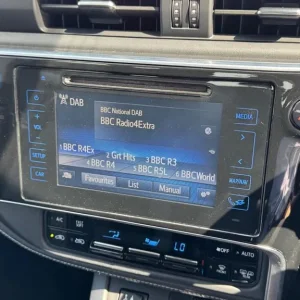 DAB
BBC National DAB
BBC Radio4Extra
1 BBC R4Ex 2 Grt Hits 3 BBC R3
4 BBC R4 5 BBC R5L 6 BBCWorld
Favourites List Manual
+
VOL
-
SETUP
CAR
MEDIA
MAP/NAV
A/C
LO
OFF
AUTO